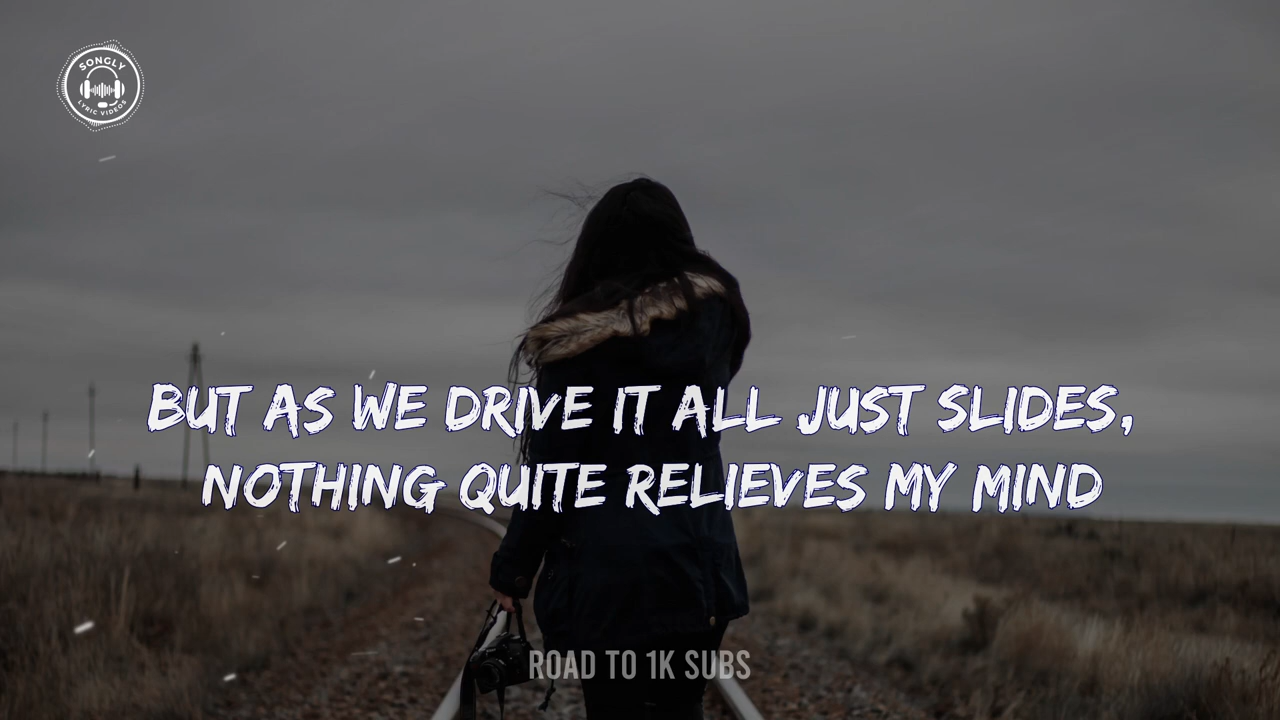 SONGLY
LYRIC VIDEOS
BUT AS WE DRIVE IT ALL JUST SLIDES,
NOTHING QUITE RELIEVES MY MIND
ROAD TO 1K SUBS